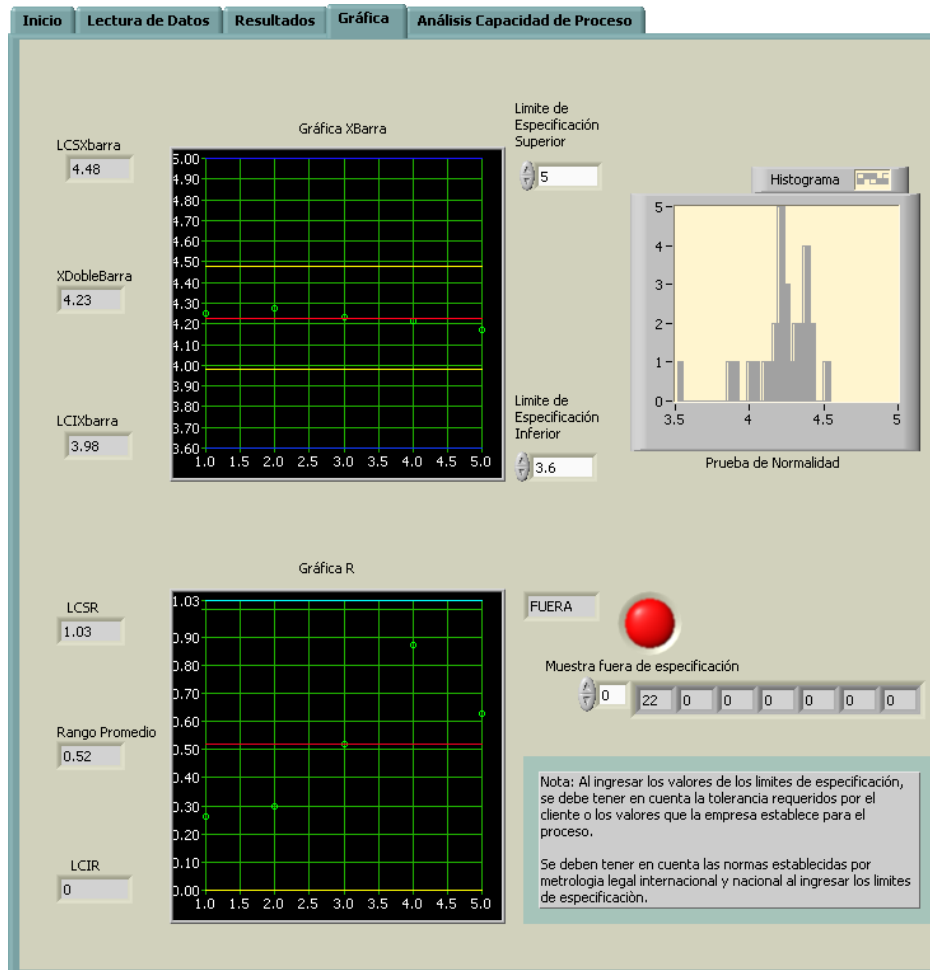 Inicio
Lectura de Datos
Resultados
Gráfica
Análisis Capacidad de Proceso
Gráfica XBarra
LCSXbarra
4.48
XDobleBarra
4.23
LCIXbarra
3.98
5.00
4.90
4.80
4.70
4.60
4.50
4.40
4.30
4.20
4.10
4.00
3.90
3.80
3.70
3.60
1.0 1.5 2.0 2.5 3.0 3.5 4.0 4.5 5.0
Limite de
Especificación
Superior
5
Limite de
Especificación
Inferior
3.6
Histograma
5
4
3
2
1
0
3.5 4 4.5 5
Prueba de Normalidad
Gráfica R
LCSR
1.03
Rango Promedio
0.52
LCIR
0
1.03
0.90
0.80
0.70
0.60
0.50
0.40
0.30
0.20
0.10
0.00
1.0 1.5 2.0 2.5 3.0 3.5 4.0 4.5 5.0
FUERA
Muestra fuera de especificación
0 22 0 0 0 0 0 0
Nota: Al ingresar los valores de los limites de especificación,
se debe tener en cuenta la tolerancia requeridos por el
cliente o los valores que la empresa establece para el
proceso.
Se deben tener en cuenta las normas establecidas por
metrologia legal internacional y nacional al ingresar los limites
de especificaciòn.